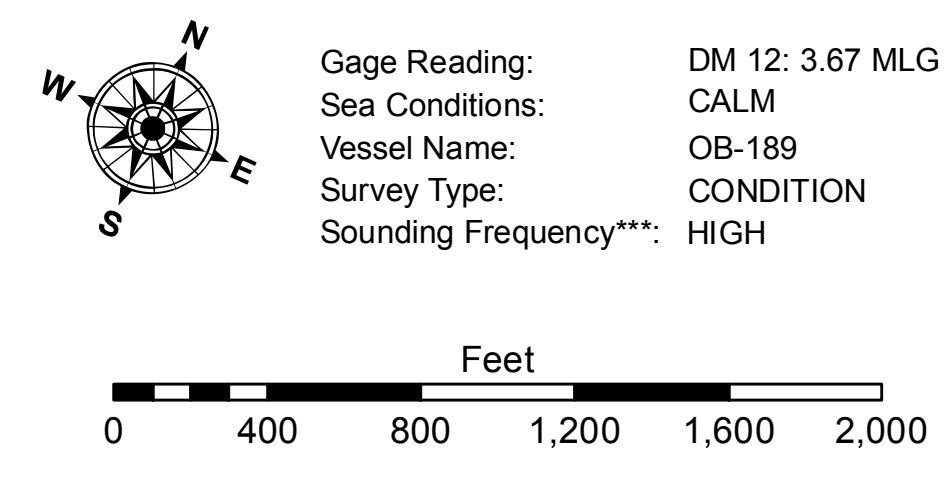 N
W
E
S
Gage Reading: DM 12: 3.67 MLG
Sea Conditions: CALM
Vessel Name: OB-189
Survey Type: CONDITION
Sounding Frequency***: HIGH
Feet
0 400 800 1,200 1,600 2,000